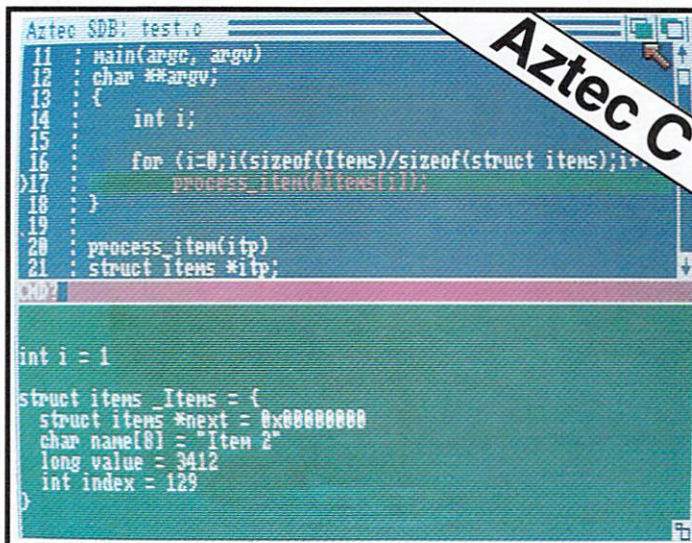 Aztec SDB: test.c
Aztec C
11 : main(argc, argv)
12 : char **argv;
13 : {
14 : int i;
15 :
16 : for (i=0;i<sizeof(Items)/sizeof(struct items);i+
>17 process_item(&Items[i]);
18 : }
19 :
20 : process_item(itp)
21 : struct items *itp;
CMD?
int i = 1
struct items _Items = {
struct items *next = 0x00000000
char name[8] = "Item 2"
long value = 3412
int index = 129
}